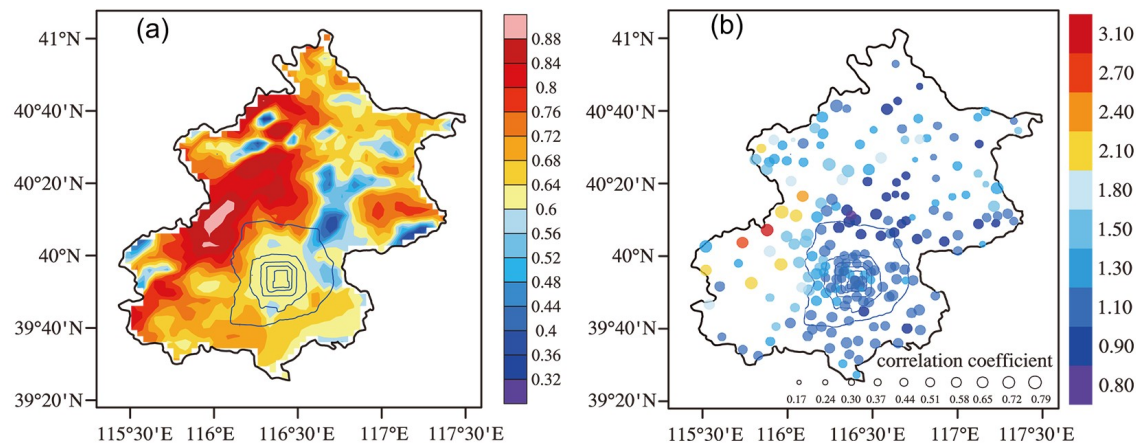 (a)
41°N
40°40'N
40°20'N
40°N
39°40'N
39°20'N
115°30'E 116°E 116°30'E 117°E 117°30'E
0.88
0.84
0.8
0.76
0.72
0.68
0.64
0.6
0.56
0.52
0.48
0.44
0.4
0.36
0.32
(b)
41°N
40°40'N
40°20'N
40°N
39°40'N
39°20'N
115°30'E 116°E 116°30'E 117°E 117°30'E
correlation coefficient
0.17 0.24 0.30 0.37 0.44 0.51 0.58 0.65 0.72 0.79
3.10
2.70
2.40
2.10
1.80
1.50
1.30
1.10
0.90
0.80